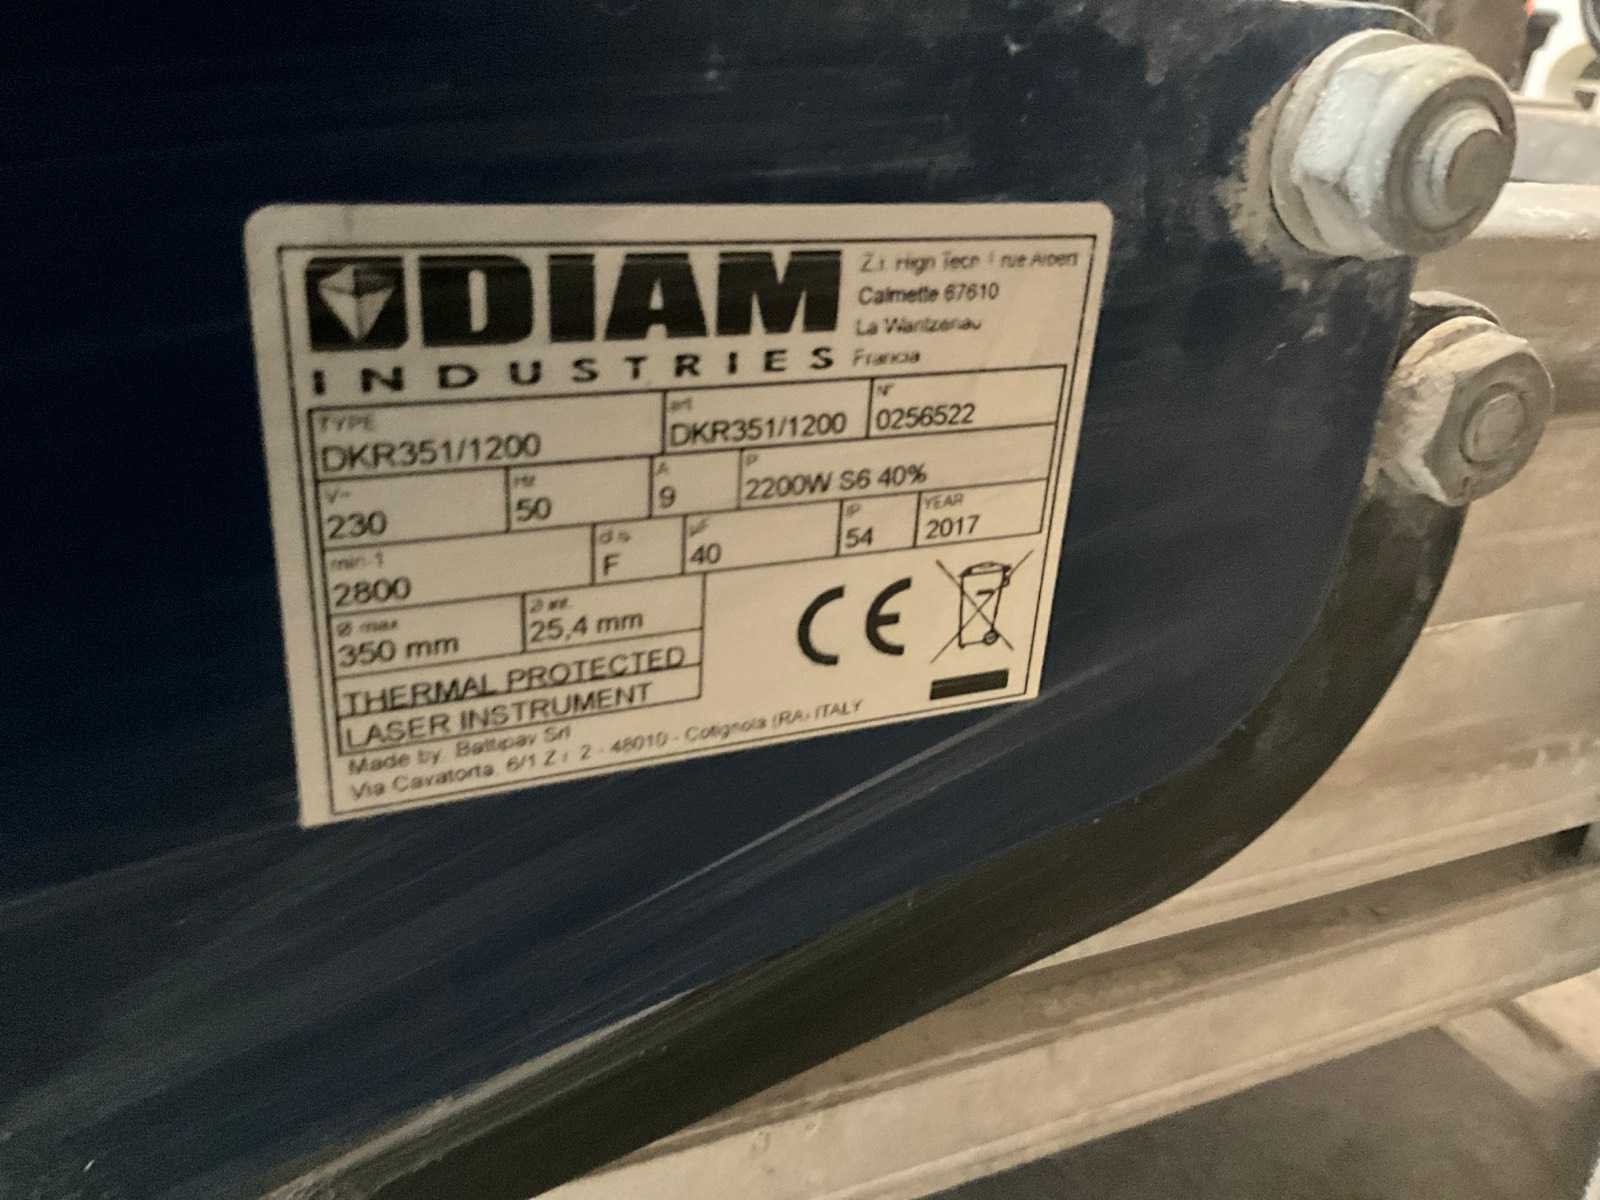 DIAM
INDUSTRIES
Z.I. High Tech 1 rue Albert
Calmette 67610
La Wantzenau
Francia
TYPE
DKR351/1200
art
DKR351/1200
N°
0256522
V~
230
Hz
50
A
9
P
2200W S6 40%
min-1
2800
F
µF
40
IP
54
YEAR
2017
Ø max
350 mm
Ø int.
25,4 mm
THERMAL PROTECTED
LASER INSTRUMENT
CE
Made by: Battipav Srl
Via Cavatorta, 6/1 Z.I. 2 - 48010 - Cotignola (RA) ITALY